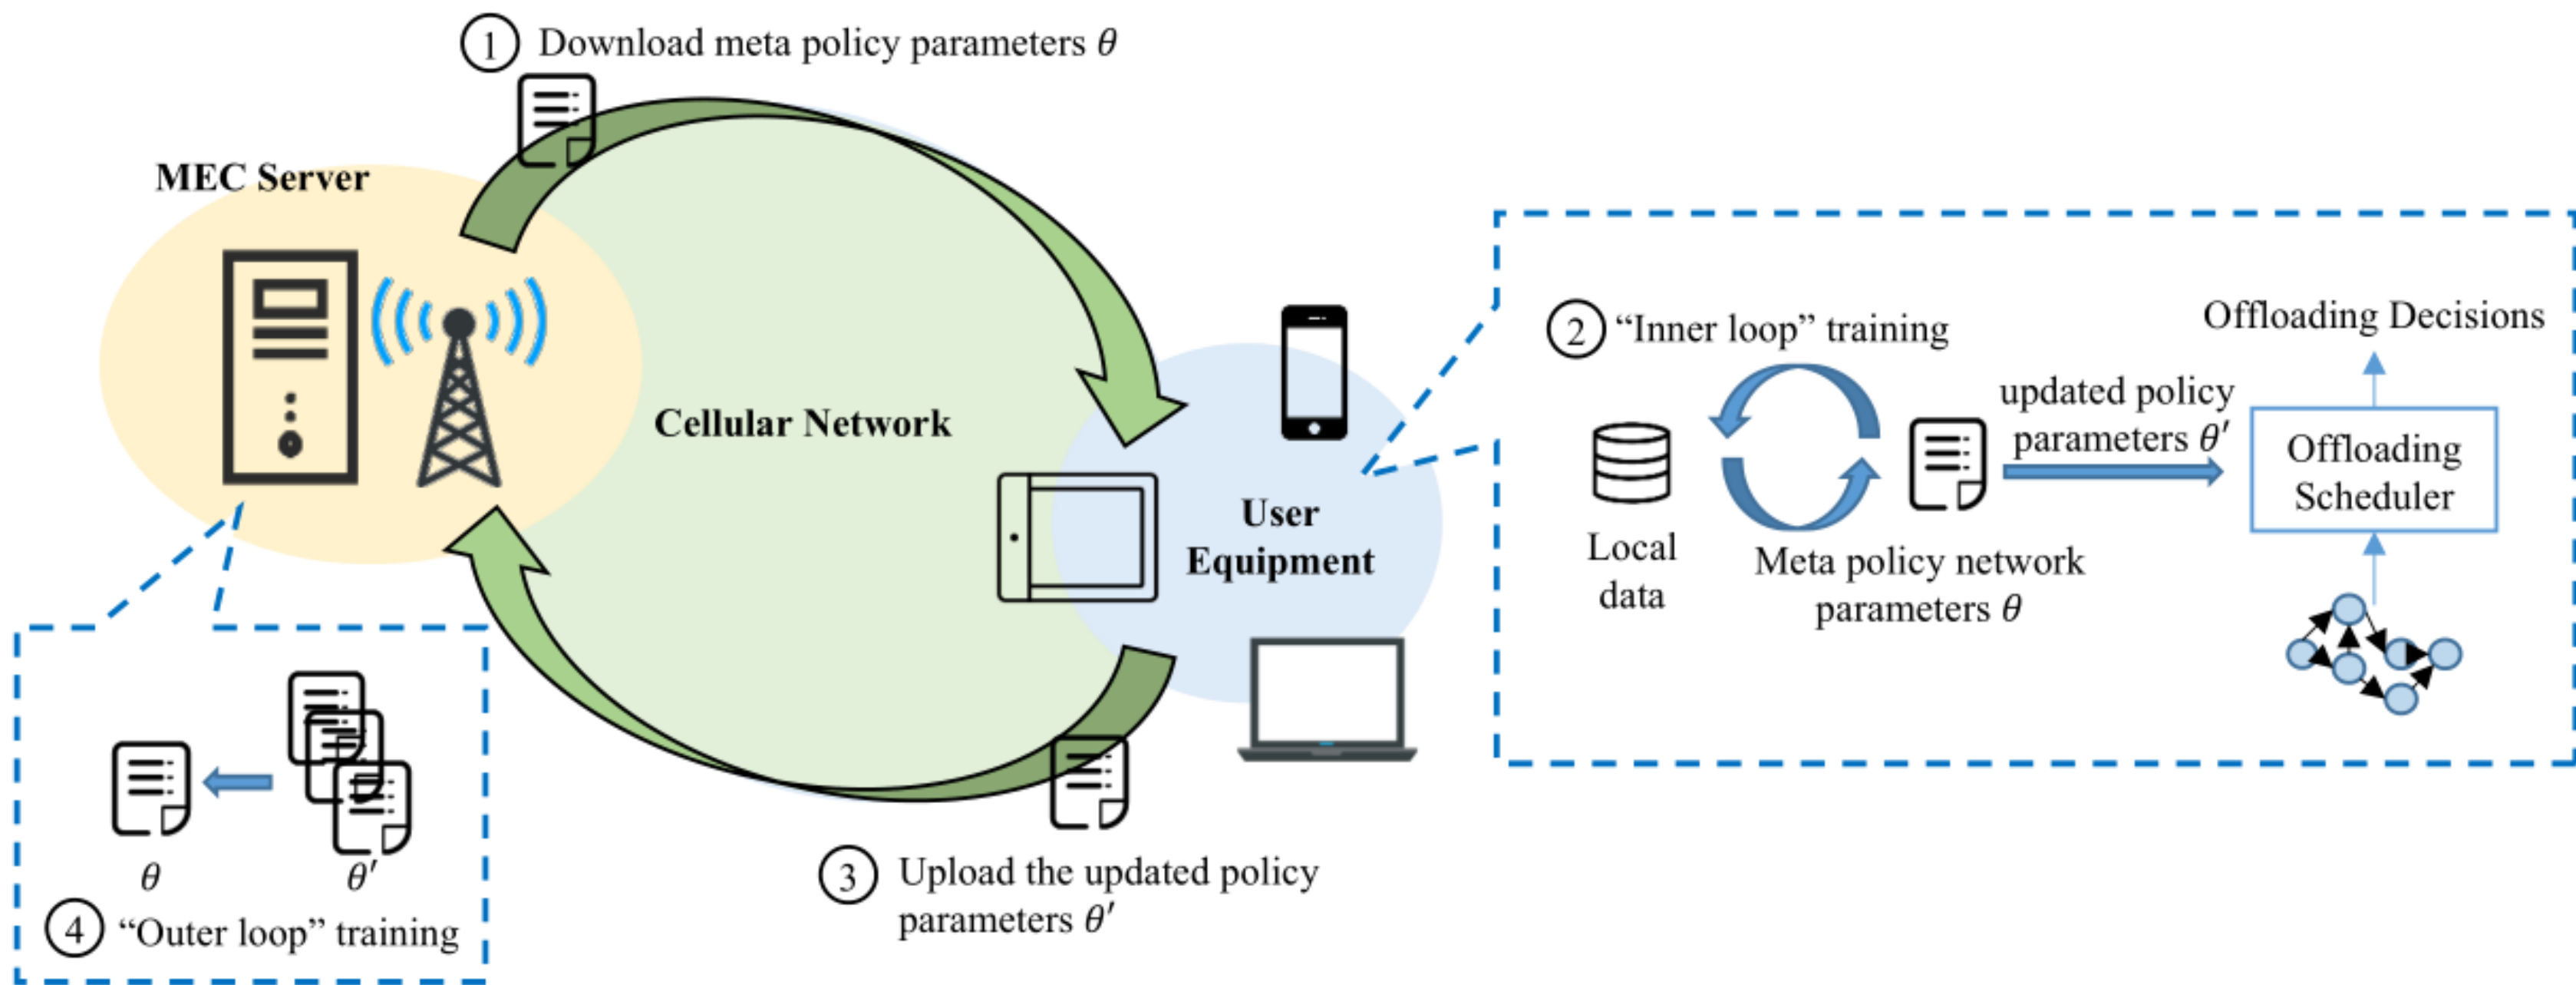 1 Download meta policy parameters θ
MEC Server
Cellular Network
User
Equipment
2 “Inner loop” training
Local
data
Meta policy network
parameters θ
updated policy
parameters θ′
Offloading Decisions
Offloading
Scheduler
3 Upload the updated policy
parameters θ′
θ θ′
4 “Outer loop” training